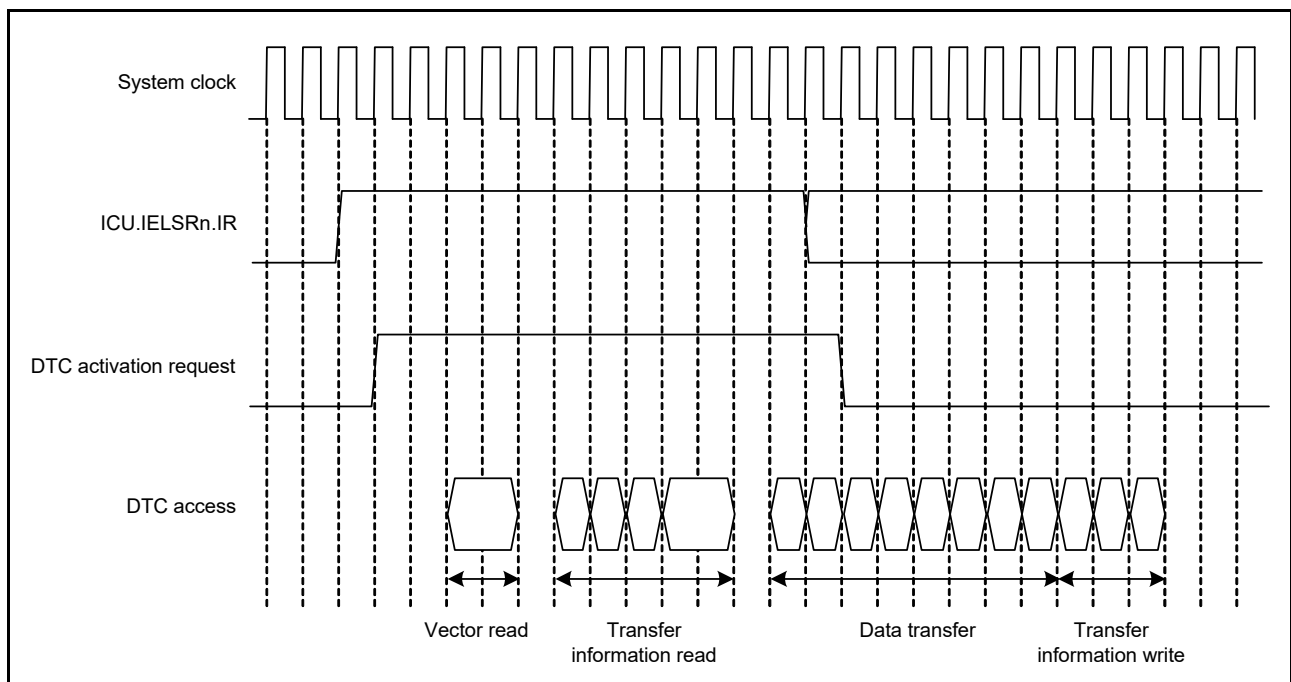 System clock
ICU.IELSRn.IR
DTC activation request
DTC access
Vector read
Transfer
information read
Data transfer
Transfer
information write